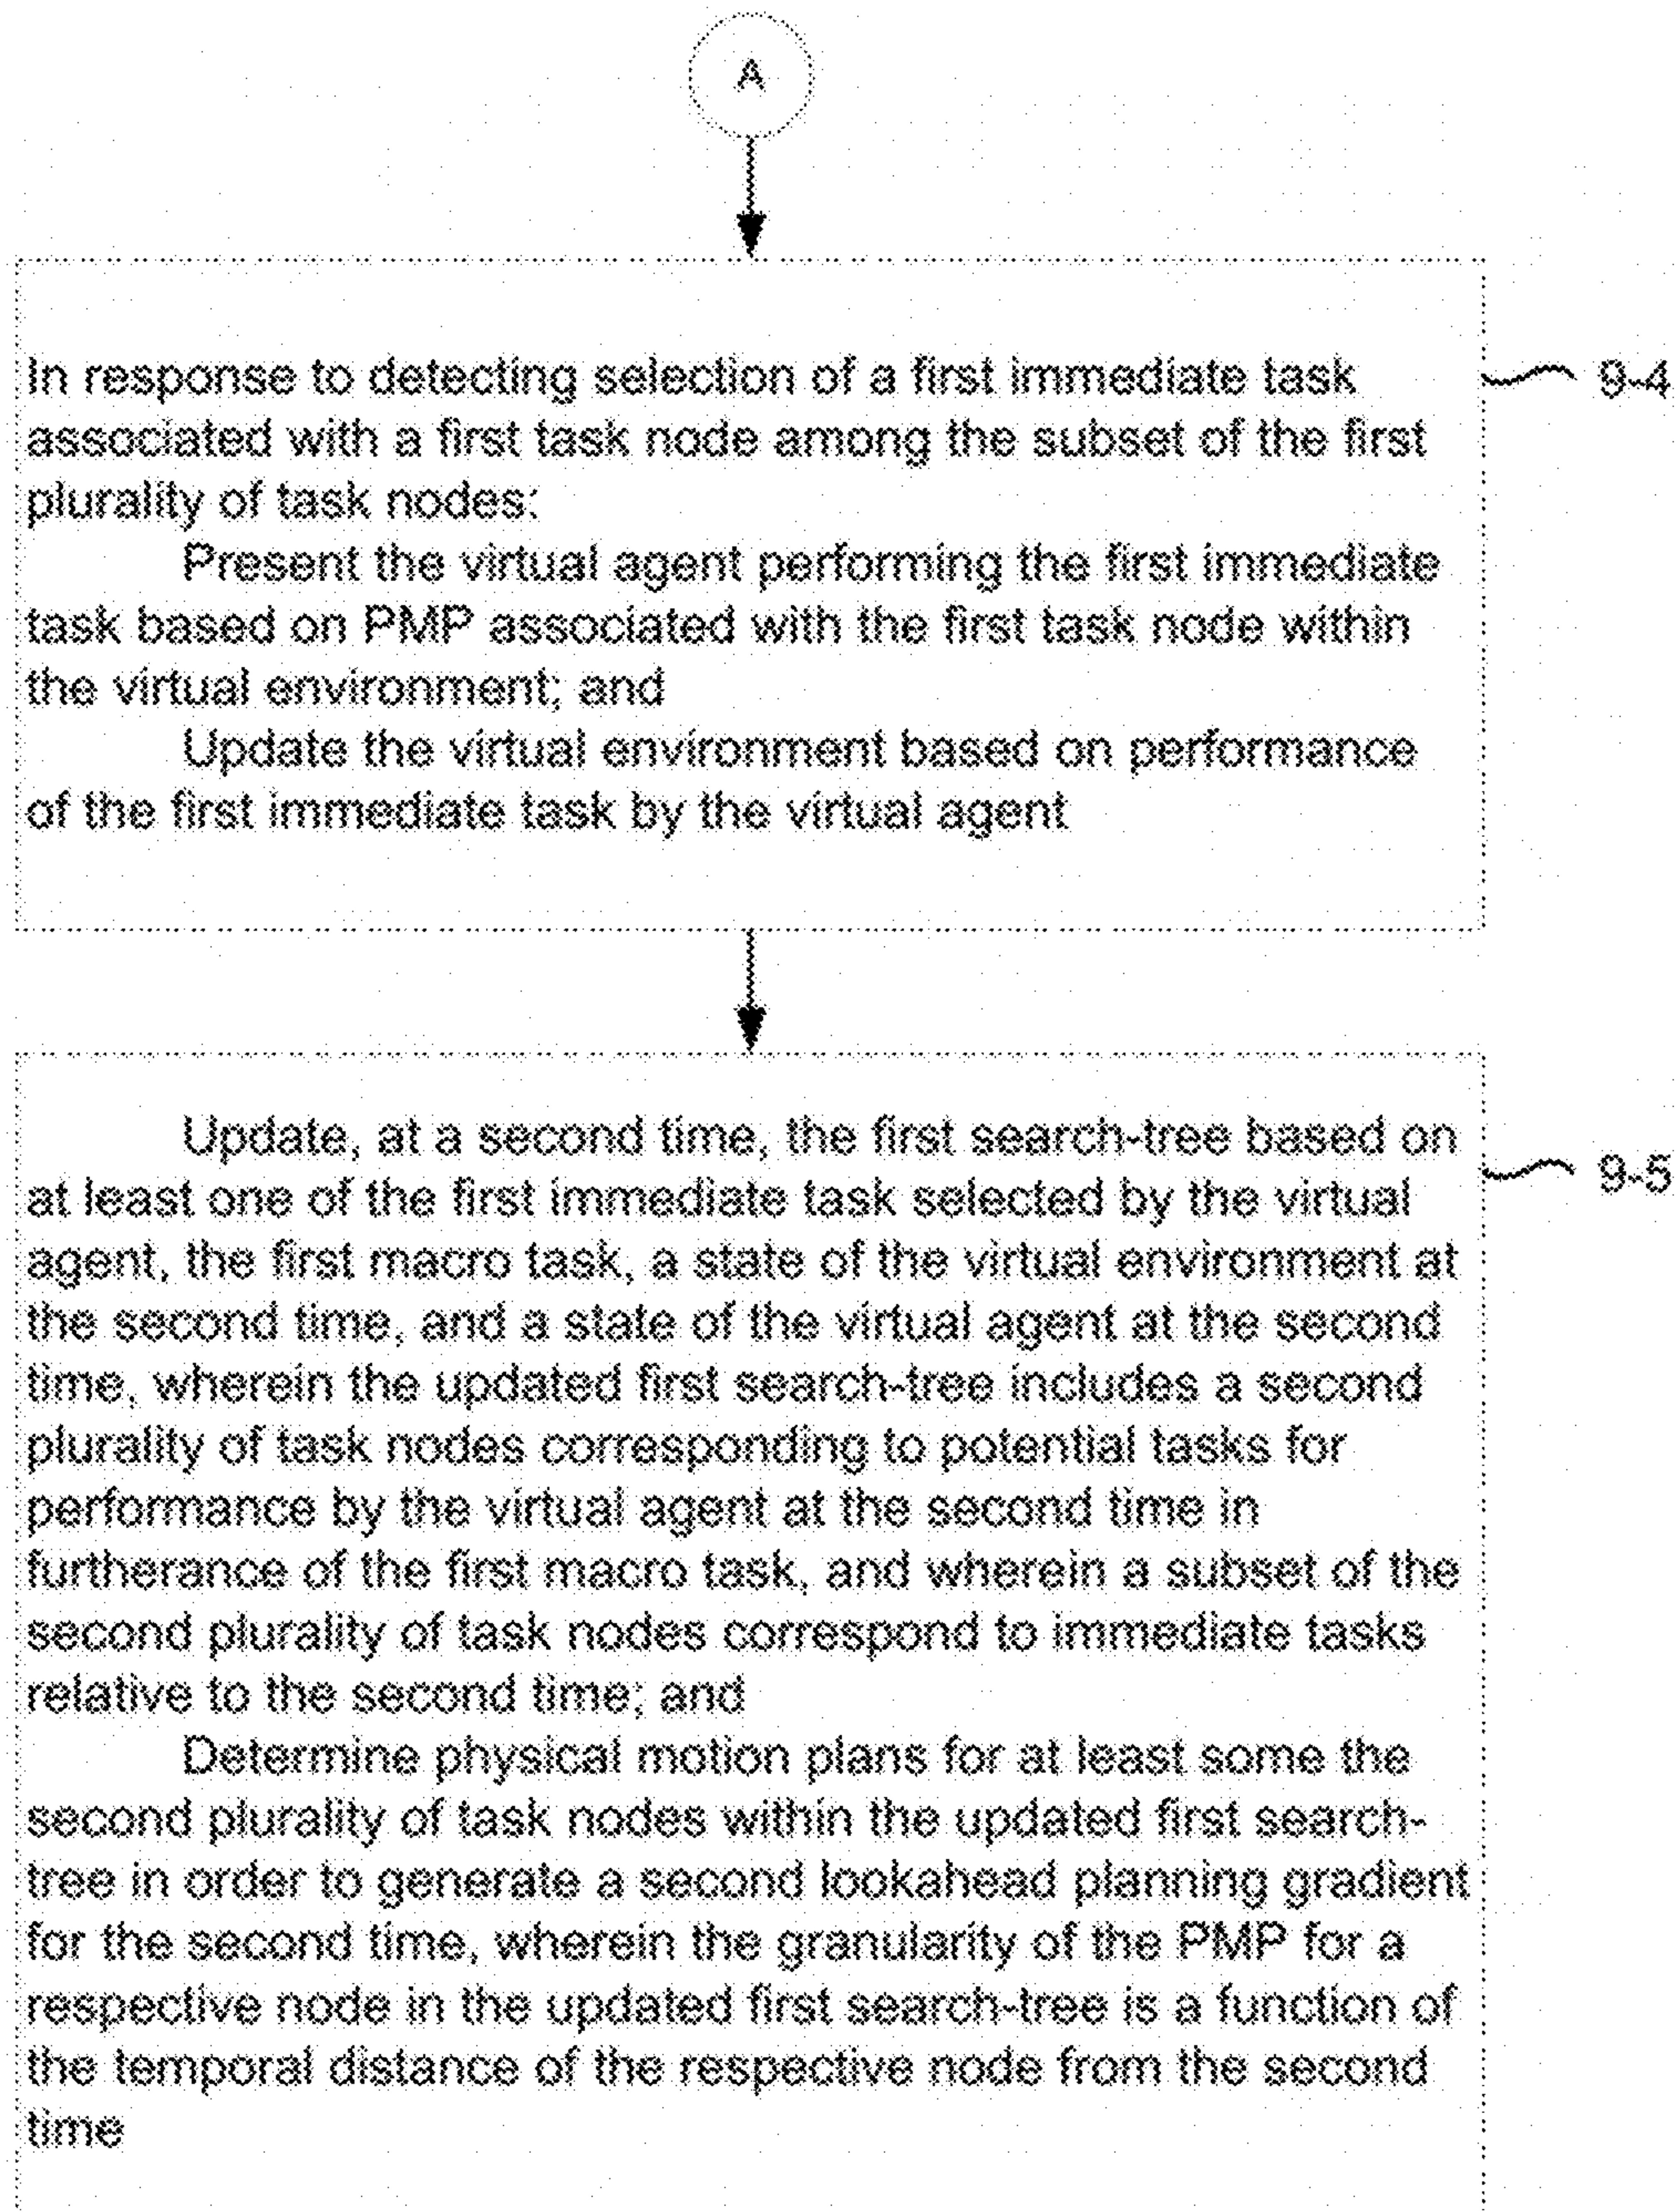 A
In response to detecting selection of a first immediate task
associated with a first task node among the subset of the first
plurality of task nodes:
Present the virtual agent performing the first immediate
task based on PMP associated with the first task node within
the virtual environment; and
Update the virtual environment based on performance
of the first immediate task by the virtual agent
9-4
Update, at a second time, the first search-tree based on
at least one of the first immediate task selected by the virtual
agent, the first macro task, a state of the virtual environment at
the second time, and a state of the virtual agent at the second
time, wherein the updated first search-tree includes a second
plurality of task nodes corresponding to potential tasks for
performance by the virtual agent at the second time in
furtherance of the first macro task, and wherein a subset of the
second plurality of task nodes correspond to immediate tasks
relative to the second time; and
Determine physical motion plans for at least some the
second plurality of task nodes within the updated first search-
tree in order to generate a second lookahead planning gradient
for the second time, wherein the granularity of the PMP for a
respective node in the updated first search-tree is a function of
the temporal distance of the respective node from the second
time
9-5